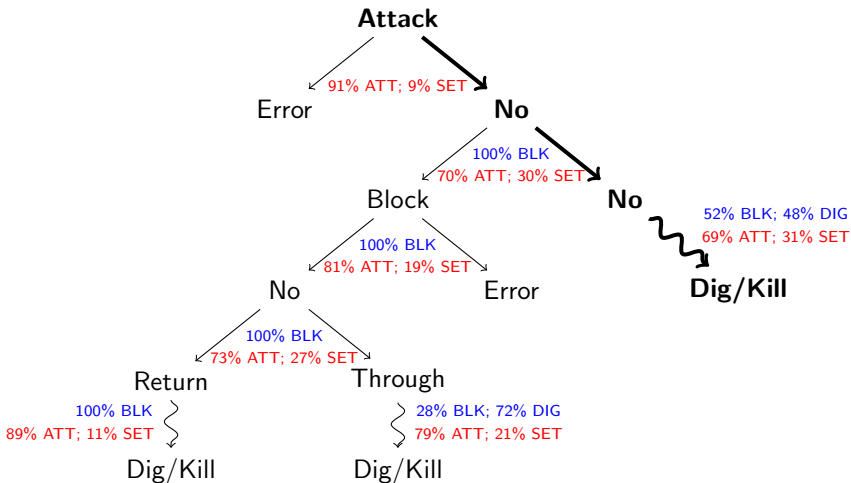 Attack
91% ATT; 9% SET
Error
No
100% BLK
70% ATT; 30% SET
Block
No
52% BLK; 48% DIG
69% ATT; 31% SET
100% BLK
81% ATT; 19% SET
No
Error
Dig/Kill
100% BLK
73% ATT; 27% SET
Return
Through
100% BLK
89% ATT; 11% SET
28% BLK; 72% DIG
79% ATT; 21% SET
Dig/Kill
Dig/Kill